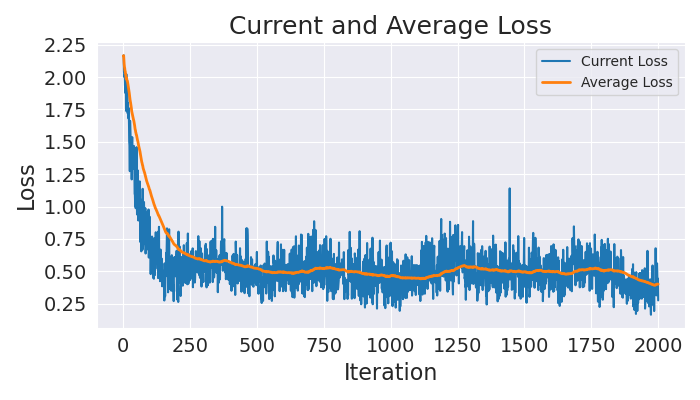 Current and Average Loss
2.25
2.00
1.75
1.50
1.25
1.00
0.75
0.50
0.25
Loss
Current Loss
Average Loss
0 250 500 750 1000 1250 1500 1750 2000
Iteration